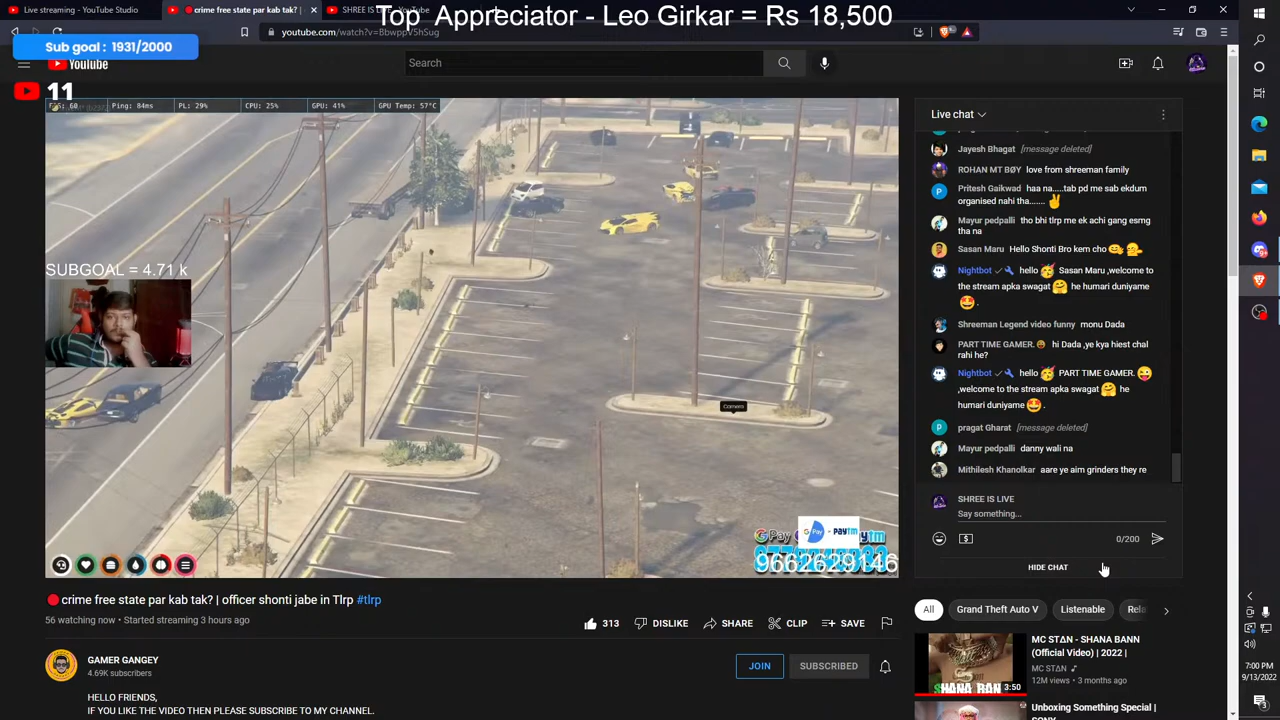 Top Appreciator - Leo Girkar = Rs 18,500
Live streaming - YouTube Studio
crime free state par kab tak? |
SHREE IS LIVE - YouTube
youtube.com/watch?v=BbwppV5hSug
Sub goal : 1931/2000
YouTube
Search
11
FPS: 60
Ping: 84ms
PL: 29%
CPU: 25%
GPU: 41%
GPU Temp: 57°C
SUBGOAL = 4.71 k
Camera
G Pay
Pay
Paytm
9662629146
Live chat
Jayesh Bhagat [message deleted]
ROHAN MT BØY love from shreeman family
Pritesh Gaikwad haa na.....tab pd me sab ekdum
organised nahi tha.......
Mayur pedpalli tho bhi tlrp me ek achi gang esmg
tha na
Sasan Maru Hello Shonti Bro kem cho
Nightbot hello Sasan Maru ,welcome to
the stream apka swagat he humari duniyame
.
Shreeman Legend video funny monu Dada
PART TIME GAMER. hi Dada ,ye kya hiest chal
rahi he?
Nightbot hello PART TIME GAMER.
,welcome to the stream apka swagat he
humari duniyame .
pragat Gharat [message deleted]
Mayur pedpalli danny wali na
Mithilesh Khanolkar aare ye aim grinders they re
SHREE IS LIVE
Say something...
0/200
HIDE CHAT
crime free state par kab tak? | officer shonti jabe in Tlrp #tlrp
56 watching now • Started streaming 3 hours ago
313
DISLIKE
SHARE
CLIP
SAVE
GAMER GANGEY
4.69K subscribers
JOIN
SUBSCRIBED
HELLO FRIENDS,
IF YOU LIKE THE VIDEO THEN PLEASE SUBSCRIBE TO MY CHANNEL.
All
Grand Theft Auto V
Listenable
Rela
MC STΔN - SHANA BANN
(Official Video) | 2022 |
MC STΔN
12M views • 3 months ago
3:50
Unboxing Something Special |
SONY
7:00 PM
9/13/2022